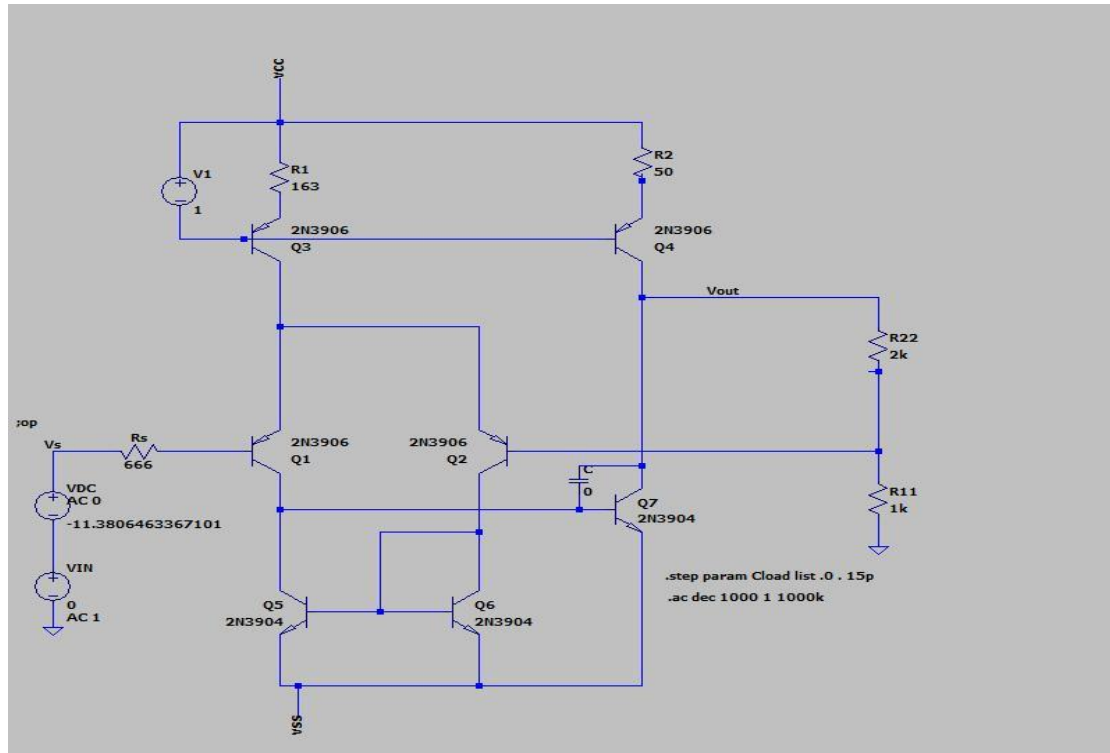 VCC
R1
163
R2
50
V1
1
2N3906
Q3
2N3906
Q4
Vout
R22
2k
;op
Vs
Rs
666
2N3906
Q1
2N3906
Q2
C
0
Q7
2N3904
R11
1k
VDC
AC 0
-11.3806463367101
VIN
0
AC 1
.step param Cload list .0 . 15p
.ac dec 1000 1 1000k
Q5
2N3904
Q6
2N3904
VSS